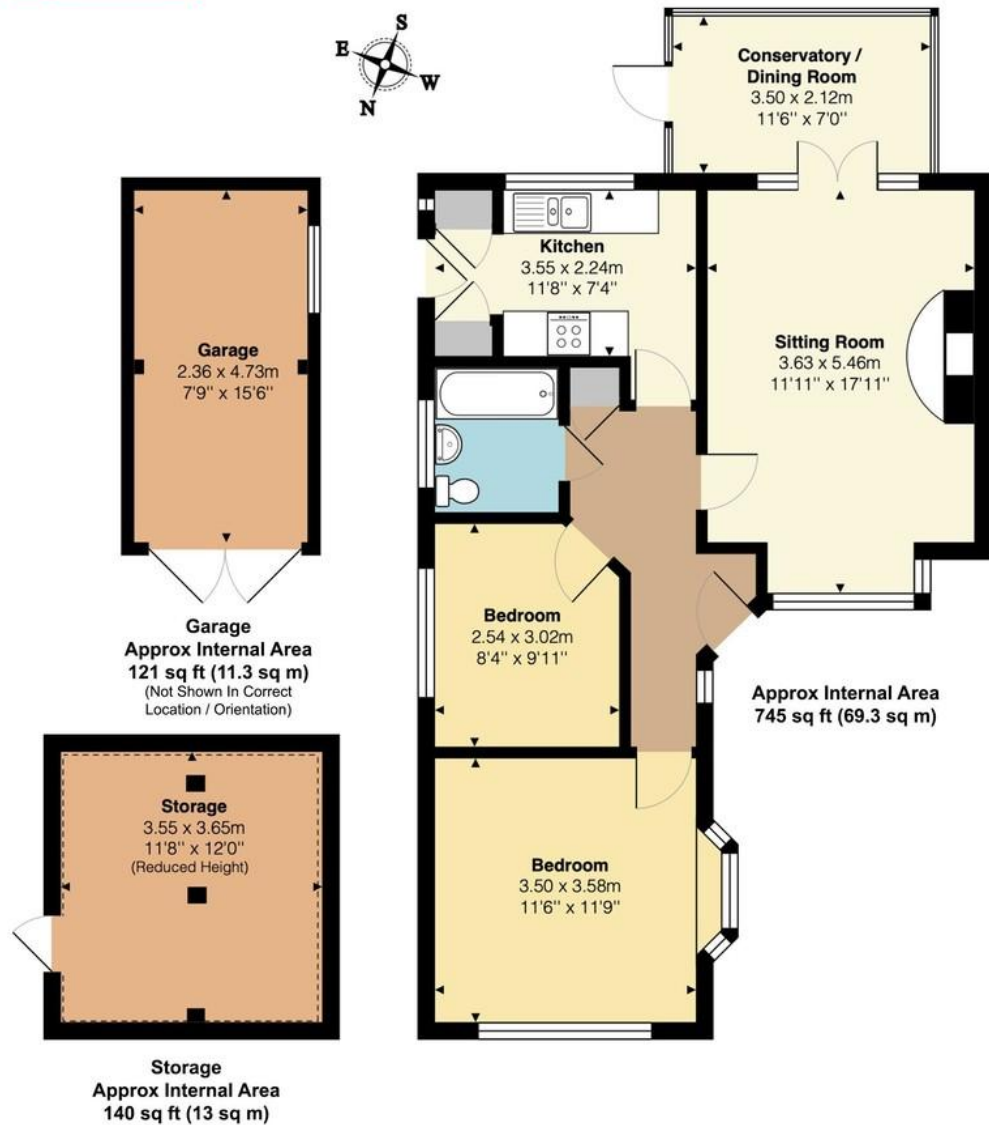 S
E
W
N
Conservatory /
Dining Room
3.50 x 2.12m
11'6" x 7'0"
Kitchen
3.55 x 2.24m
11'8" x 7'4"
Garage
2.36 x 4.73m
7'9" x 15'6"
Sitting Room
3.63 x 5.46m
11'11" x 17'11"
Garage
Approx Internal Area
121 sq ft (11.3 sq m)
(Not Shown In Correct
Location / Orientation)
Bedroom
2.54 x 3.02m
8'4" x 9'11"
Approx Internal Area
745 sq ft (69.3 sq m)
Storage
3.55 x 3.65m
11'8" x 12'0"
(Reduced Height)
Bedroom
3.50 x 3.58m
11'6" x 11'9"
Storage
Approx Internal Area
140 sq ft (13 sq m)